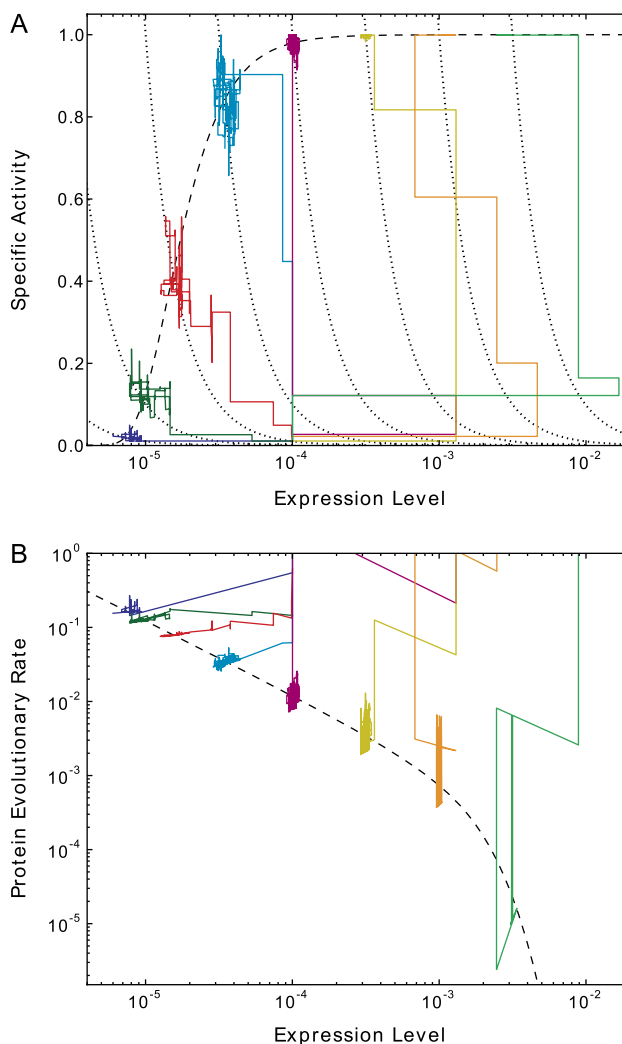 A
1.0
0.8
0.6
0.4
0.2
0.0
Specific Activity
10^-5 10^-4 10^-3 10^-2
Expression Level
B
10^0
10^-1
10^-2
10^-3
10^-4
10^-5
Protein Evolutionary Rate
10^-5 10^-4 10^-3 10^-2
Expression Level